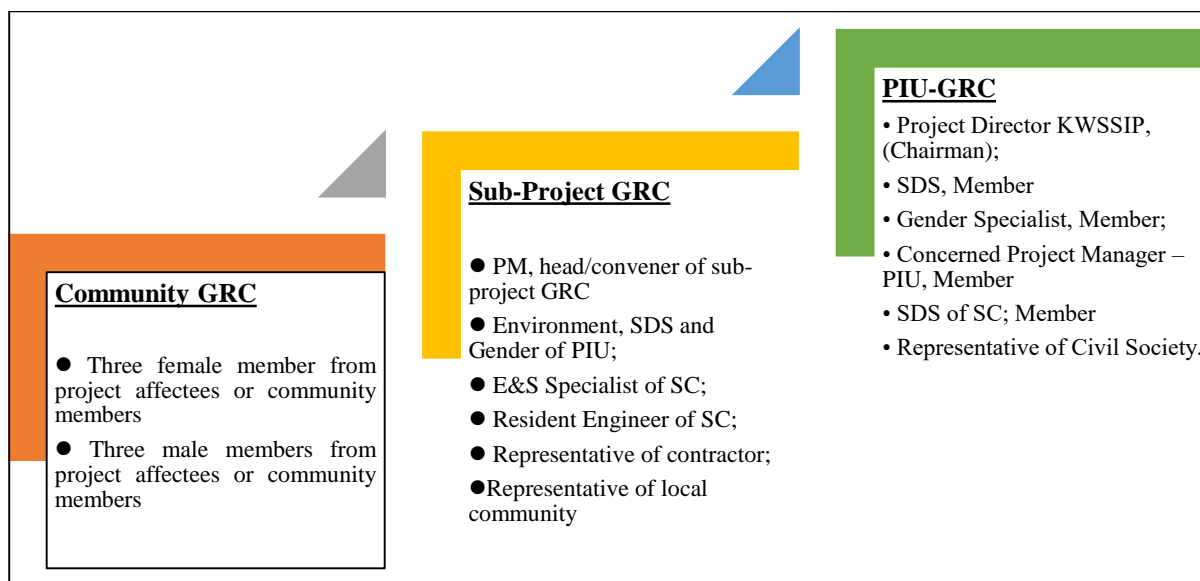 Community GRC
● Three female member from
project affectees or community
members
● Three male members from
project affectees or community
members
Sub-Project GRC
● PM, head/convener of sub-
project GRC
● Environment, SDS and
Gender of PIU;
● E&S Specialist of SC;
● Resident Engineer of SC;
● Representative of contractor;
●Representative of local
community
PIU-GRC
• Project Director KWSSIP,
(Chairman);
• SDS, Member
• Gender Specialist, Member;
• Concerned Project Manager –
PIU, Member
• SDS of SC; Member
• Representative of Civil Society.